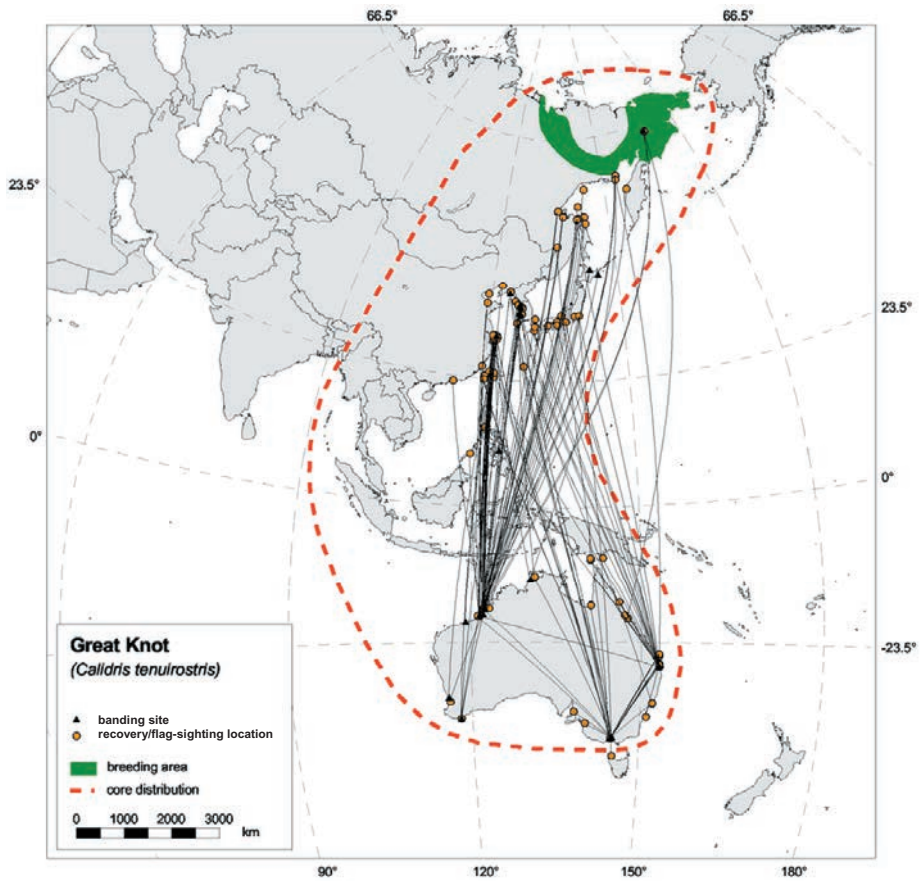 66.5°
66.5°
23.5°
23.5°
0°
0°
-23.5°
Great Knot
(Calidris tenuirostris)
banding site
recovery/flag-sighting location
breeding area
core distribution
0 1000 2000 3000
km
90°
120°
150°
180°